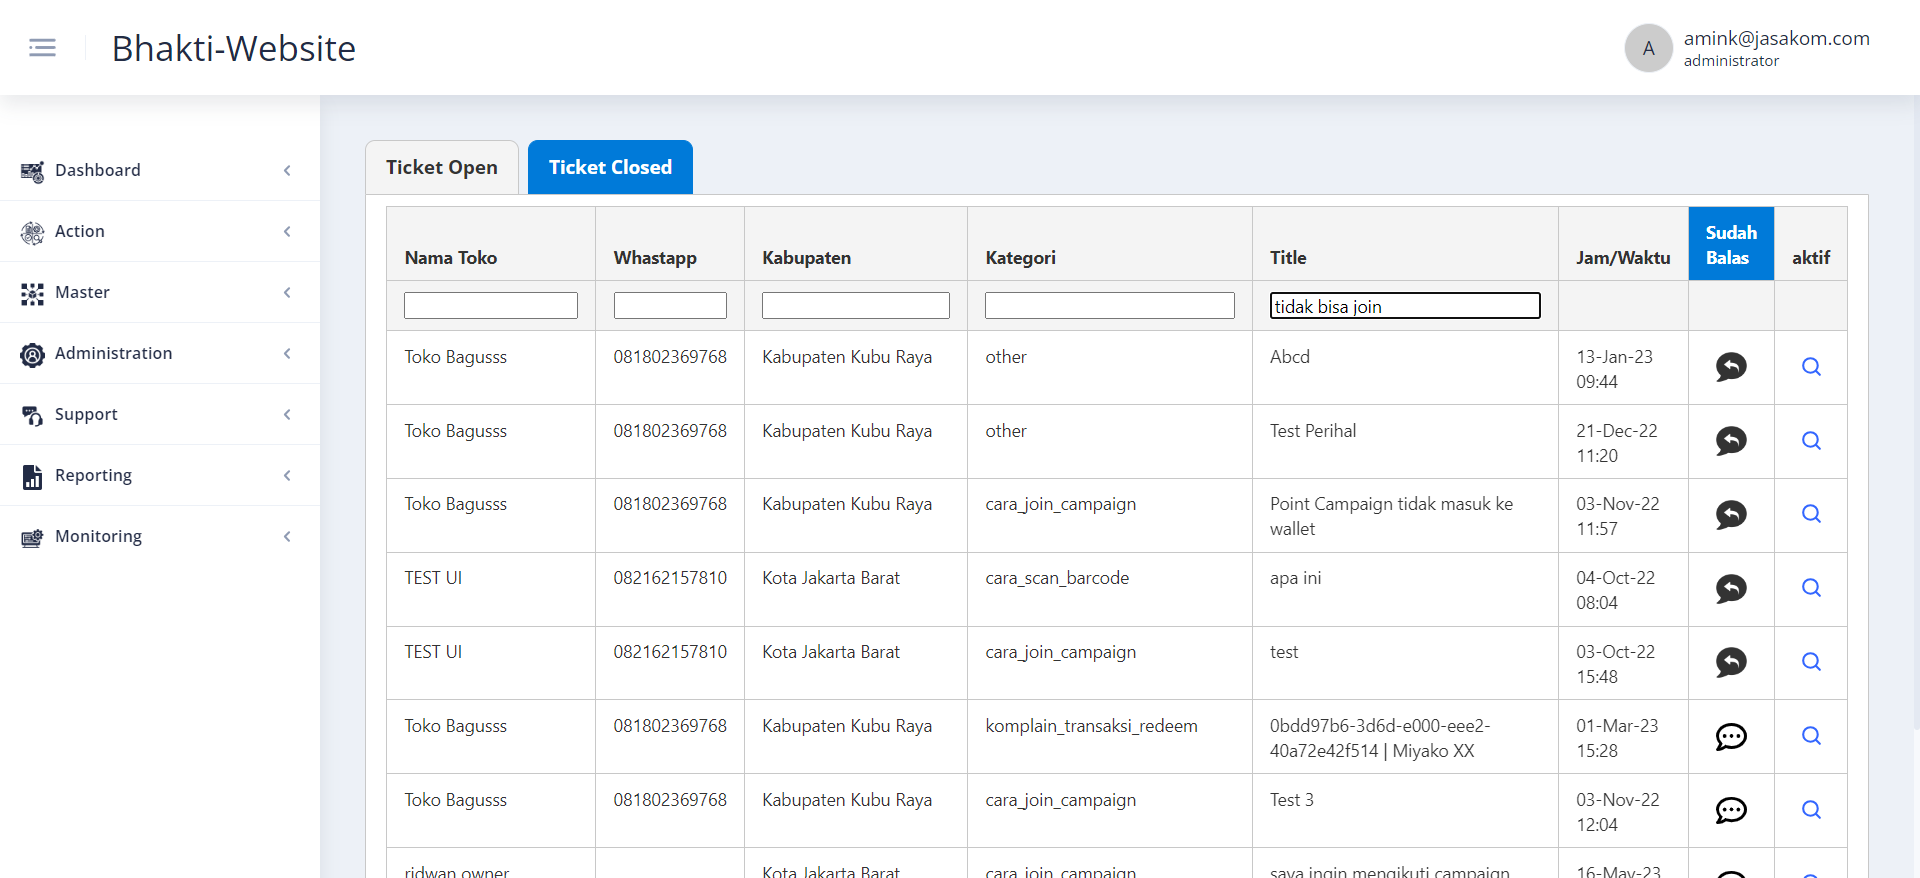 Bhakti-Website
A
amink@jasakom.com
administrator
Dashboard
Action
Master
Administration
Support
Reporting
Monitoring
Ticket Open
Ticket Closed
Nama Toko
Whastapp
Kabupaten
Kategori
Title
Jam/Waktu
Sudah
Balas
aktif
tidak bisa join
Toko Bagusss
081802369768
Kabupaten Kubu Raya
other
Abcd
13-Jan-23
09:44
Toko Bagusss
081802369768
Kabupaten Kubu Raya
other
Test Perihal
21-Dec-22
11:20
Toko Bagusss
081802369768
Kabupaten Kubu Raya
cara_join_campaign
Point Campaign tidak masuk ke
wallet
03-Nov-22
11:57
TEST UI
082162157810
Kota Jakarta Barat
cara_scan_barcode
apa ini
04-Oct-22
08:04
TEST UI
082162157810
Kota Jakarta Barat
cara_join_campaign
test
03-Oct-22
15:48
Toko Bagusss
081802369768
Kabupaten Kubu Raya
komplain_transaksi_redeem
0bdd97b6-3d6d-e000-eee2-
40a72e42f514 | Miyako XX
01-Mar-23
15:28
Toko Bagusss
081802369768
Kabupaten Kubu Raya
cara_join_campaign
Test 3
03-Nov-22
12:04
ridwan owner
Kota Jakarta Barat
cara_join_campaign
saya ingin mengikuti campaign
16-May-23